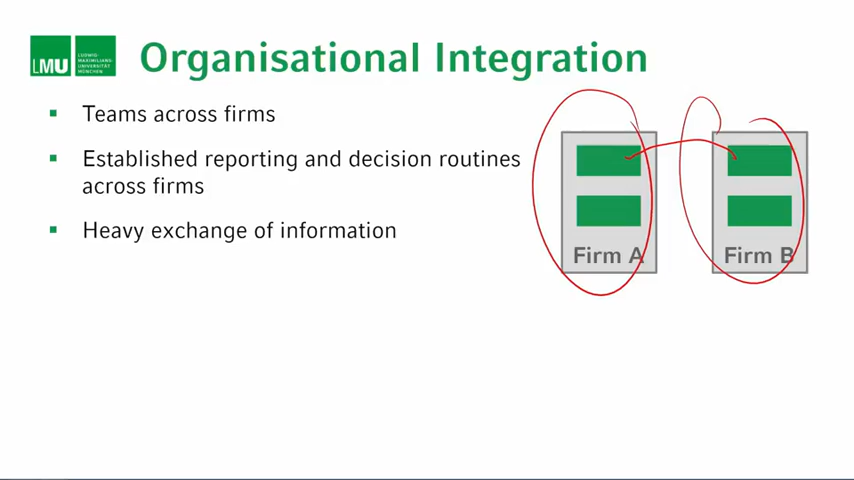 LMU
LUDWIG-
MAXIMILIANS-
UNIVERSITÄT
MÜNCHEN
Organisational Integration
Teams across firms
Established reporting and decision routines
across firms
Heavy exchange of information
Firm A
Firm B